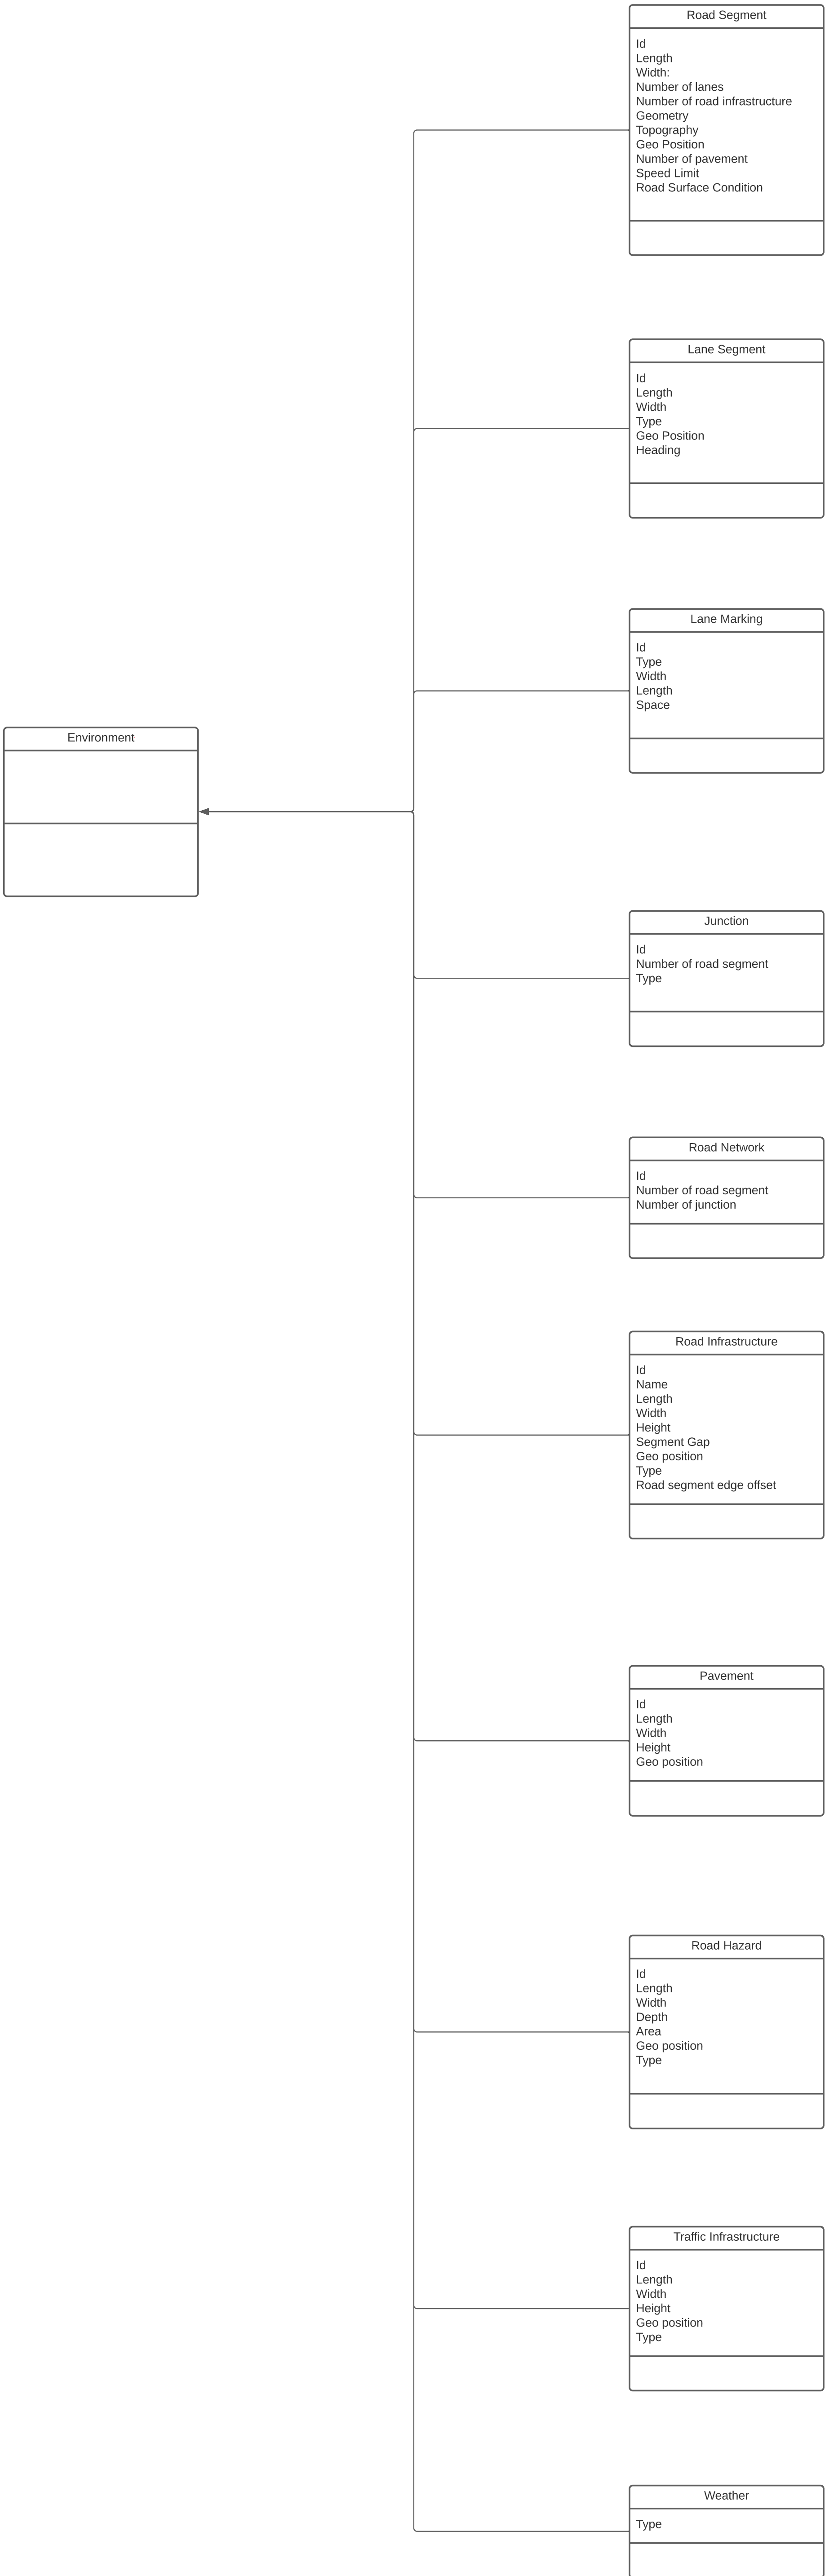 Road Segment
Id
Length
Width:
Number of lanes
Number of road infrastructure
Geometry
Topography
Geo Position
Number of pavement
Speed Limit
Road Surface Condition
Lane Segment
Id
Length
Width
Type
Geo Position
Heading
Lane Marking
Id
Type
Width
Length
Space
Environment
Junction
Id
Number of road segment
Type
Road Network
Id
Number of road segment
Number of junction
Road Infrastructure
Id
Name
Length
Width
Height
Segment Gap
Geo position
Type
Road segment edge offset
Pavement
Id
Length
Width
Height
Geo position
Road Hazard
Id
Length
Width
Depth
Area
Geo position
Type
Traffic Infrastructure
Id
Length
Width
Height
Geo position
Type
Weather
Type